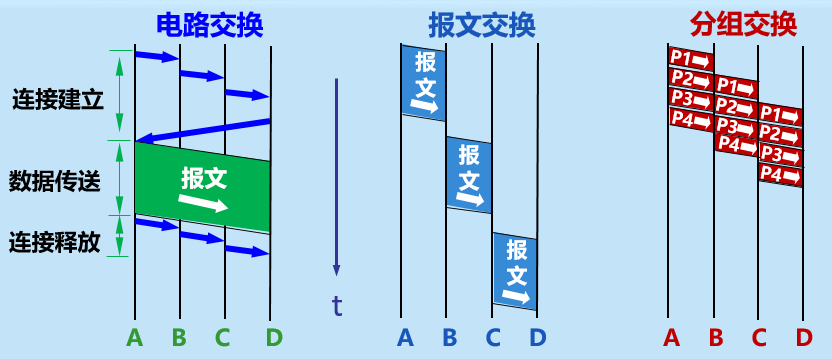 电路交换
连接建立
数据传送
连接释放
报文
A B C D
t
报文交换
报文
报文
报文
A B C D
分组交换
P1 P2 P3 P4
P1 P2 P3 P4
P1 P2 P3 P4
A B C D